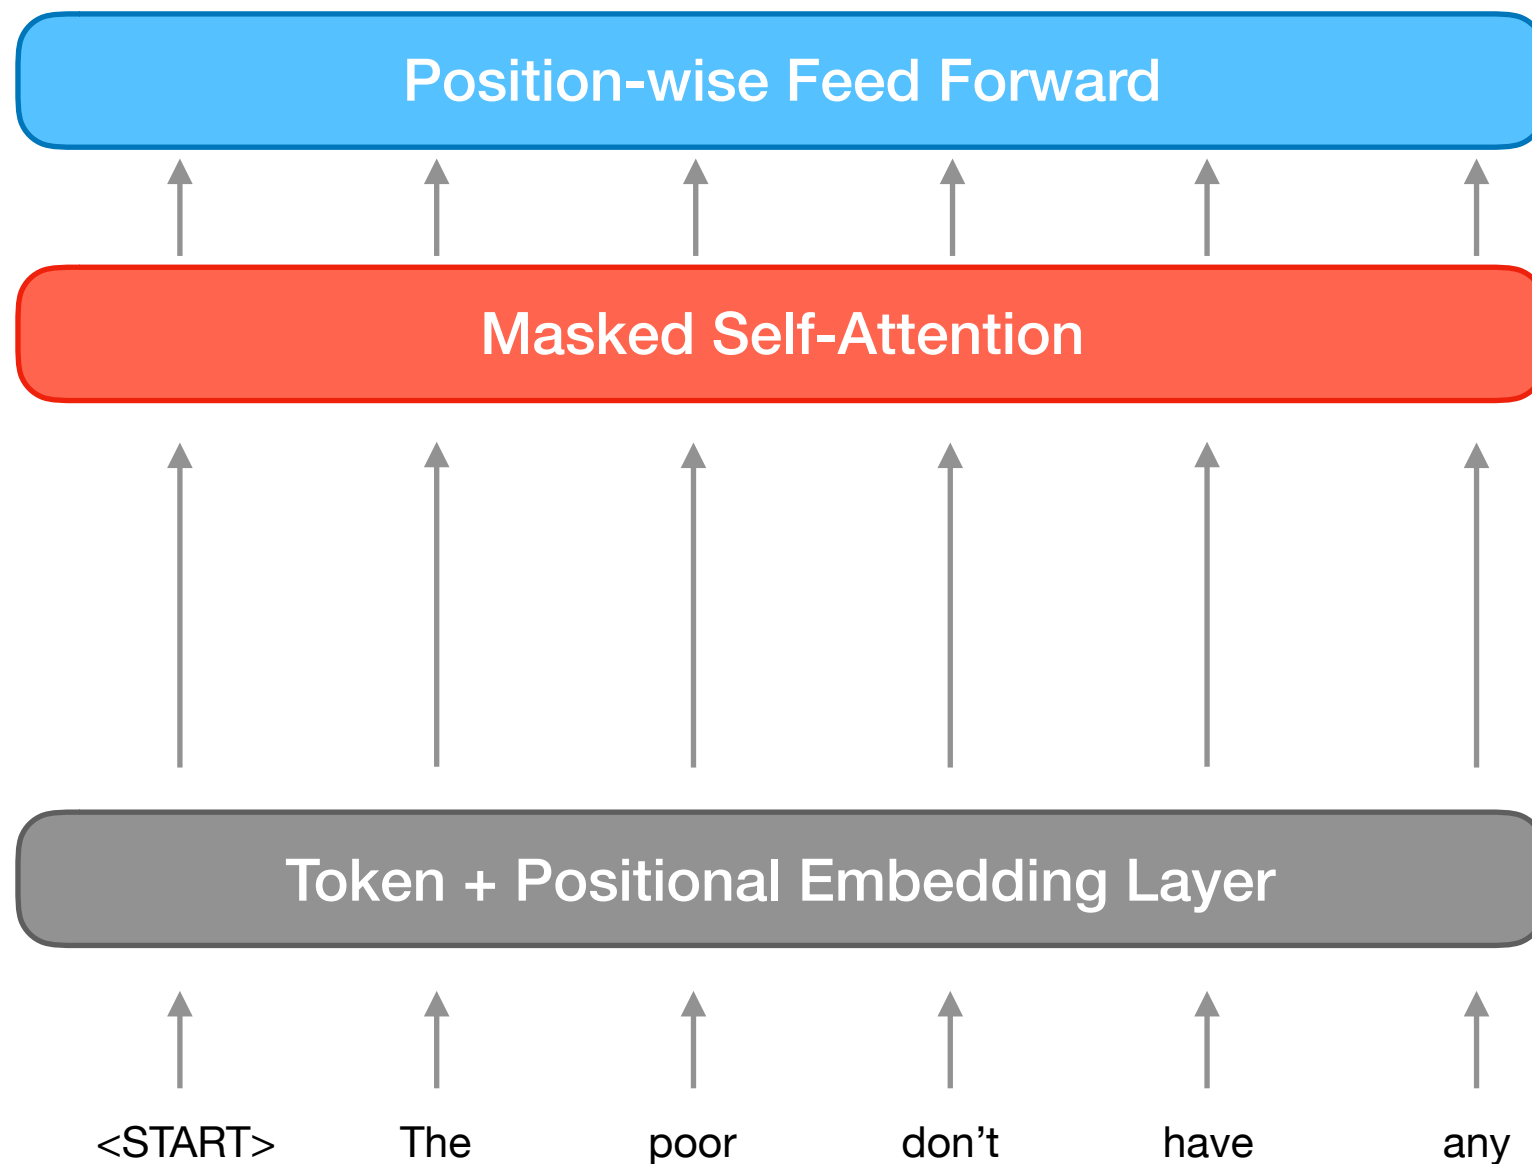 Position-wise Feed Forward
Masked Self-Attention
Token + Positional Embedding Layer
<START> The poor don't have any